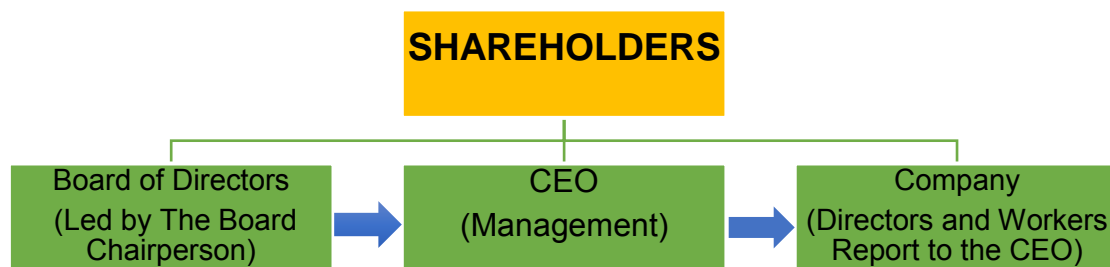 SHAREHOLDERS
Board of Directors
(Led by The Board
Chairperson)
CEO
(Management)
Company
(Directors and Workers
Report to the CEO)